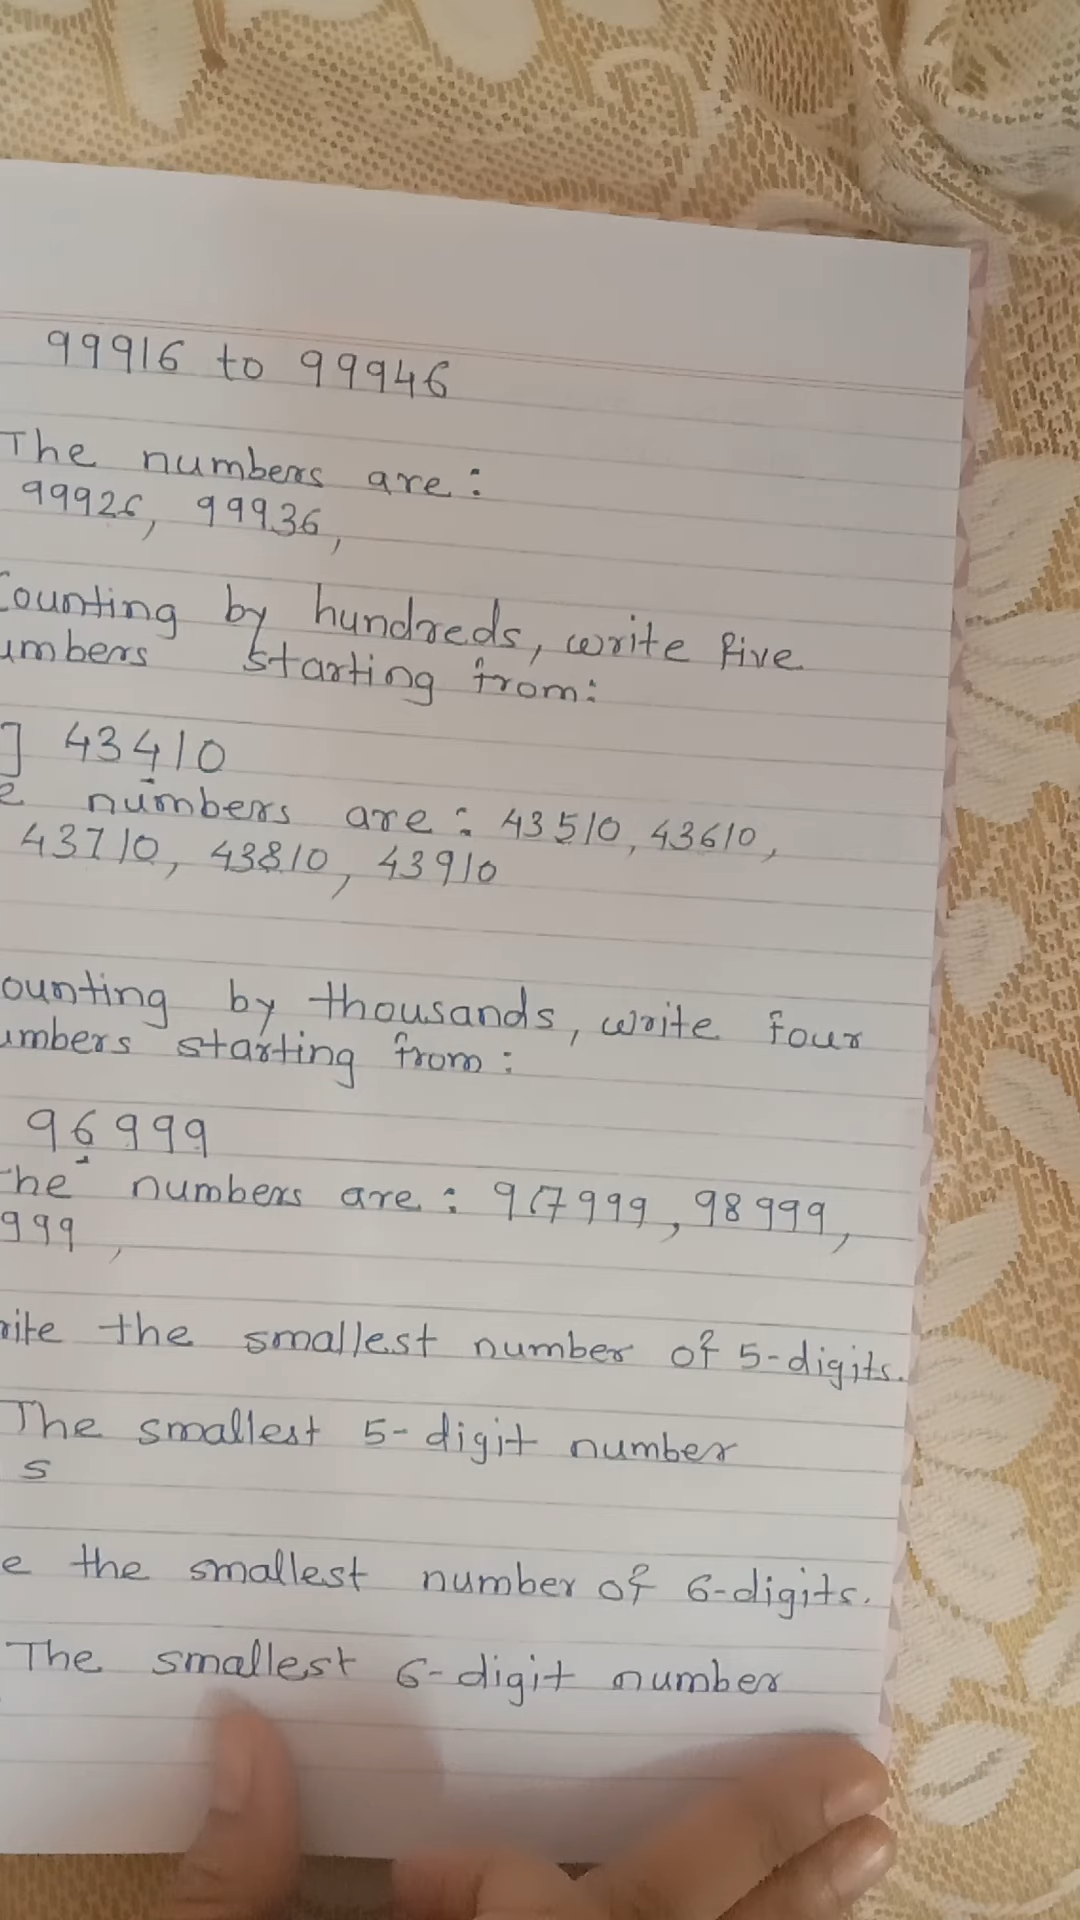 99916 to 99946
The numbers are :
99926, 99936,
Counting by hundreds, write five
umbers starting from:
] 43410
e numbers are : 43510, 43610,
43710, 43810, 43910
ounting by thousands, write four
umbers starting from :
96999
The numbers are : 97999, 98999,
999,
rite the smallest number of 5-digits.
The smallest 5-digit number
s
e the smallest number of 6-digits.
The smallest 6-digit number